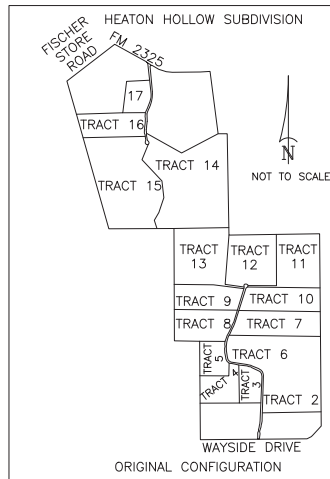 HEATON HOLLOW SUBDIVISION
FISCHER
STORE
ROAD
FM 2325
17
TRACT 16
TRACT 14
TRACT 15
N
NOT TO SCALE
TRACT
13
TRACT
12
TRACT
11
TRACT 9
TRACT 10
TRACT 8
TRACT 7
TRACT
5
TRACT 6
TRACT 4
TRACT
3
TRACT 2
WAYSIDE DRIVE
ORIGINAL CONFIGURATION